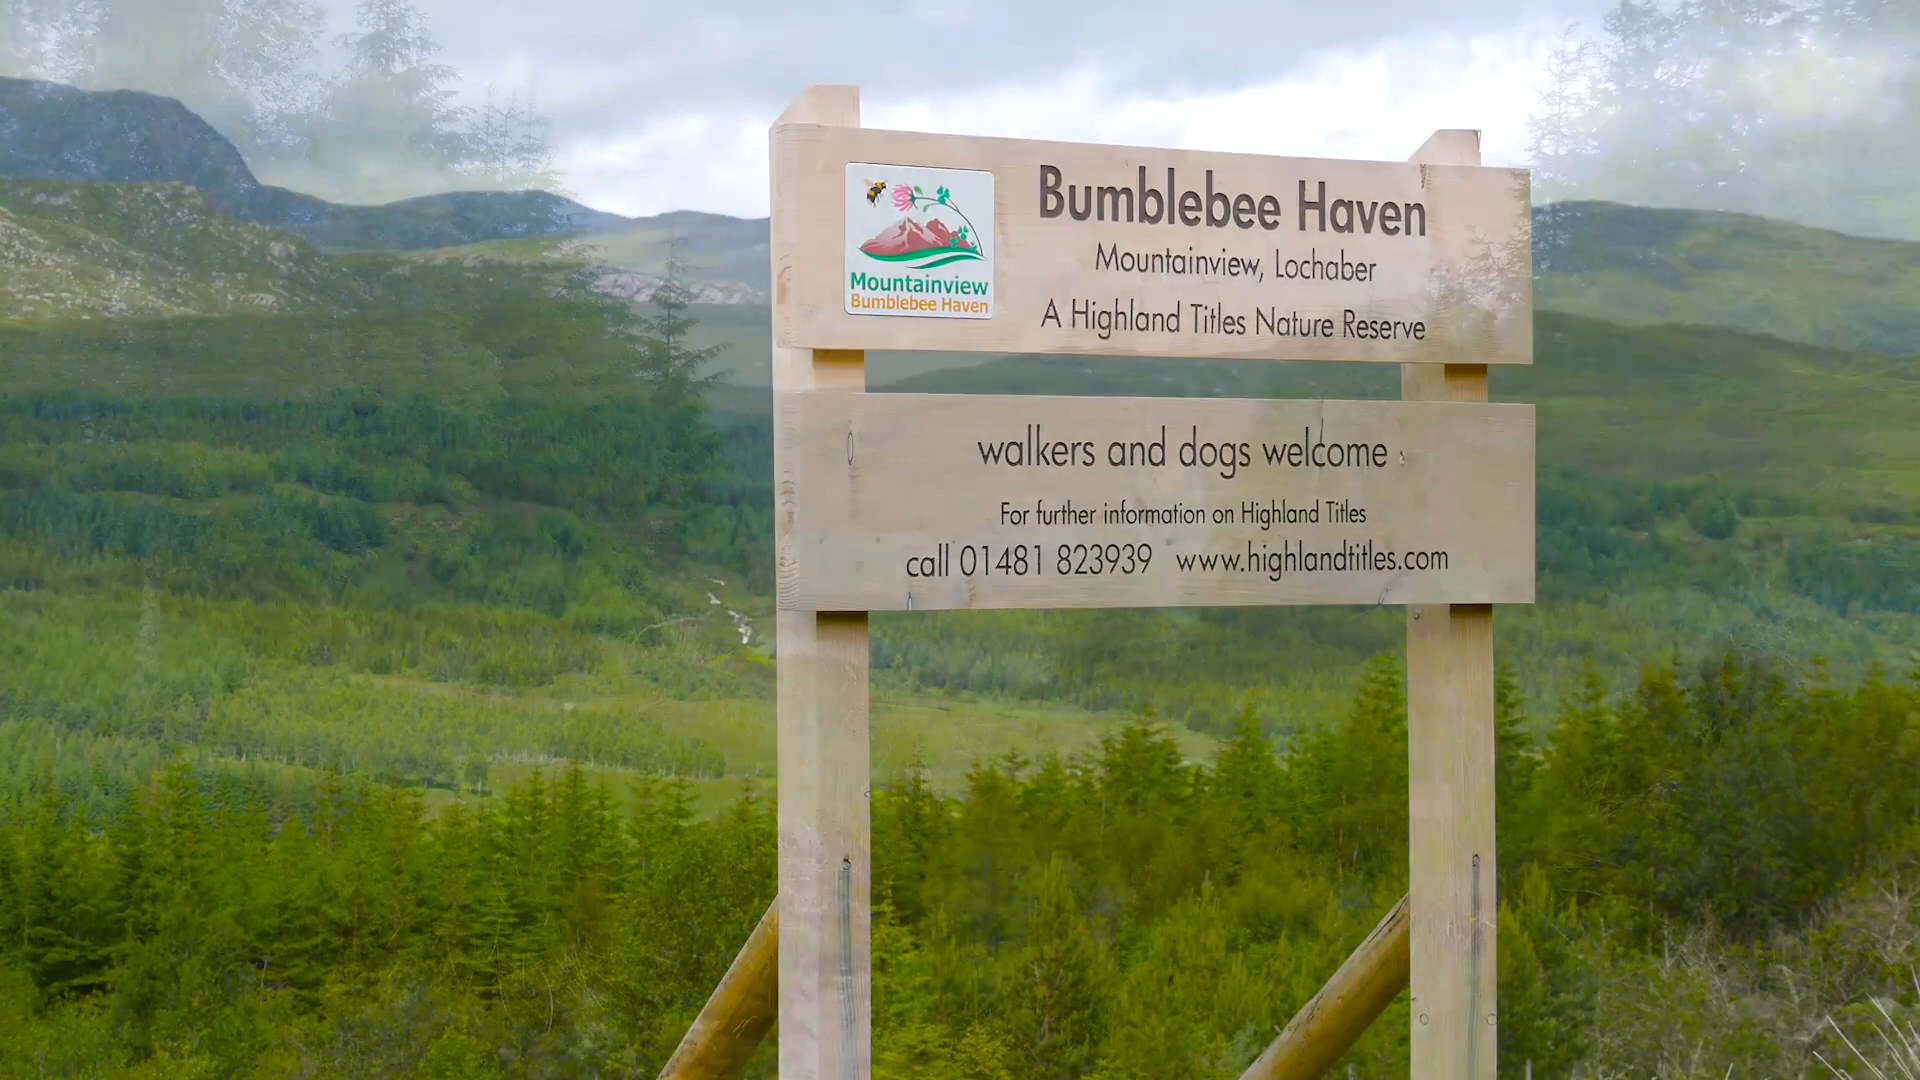 Mountainview
Bumblebee Haven
Bumblebee Haven
Mountainview, Lochaber
A Highland Titles Nature Reserve
walkers and dogs welcome
For further information on Highland Titles
call 01481 823939 www.highlandtitles.com